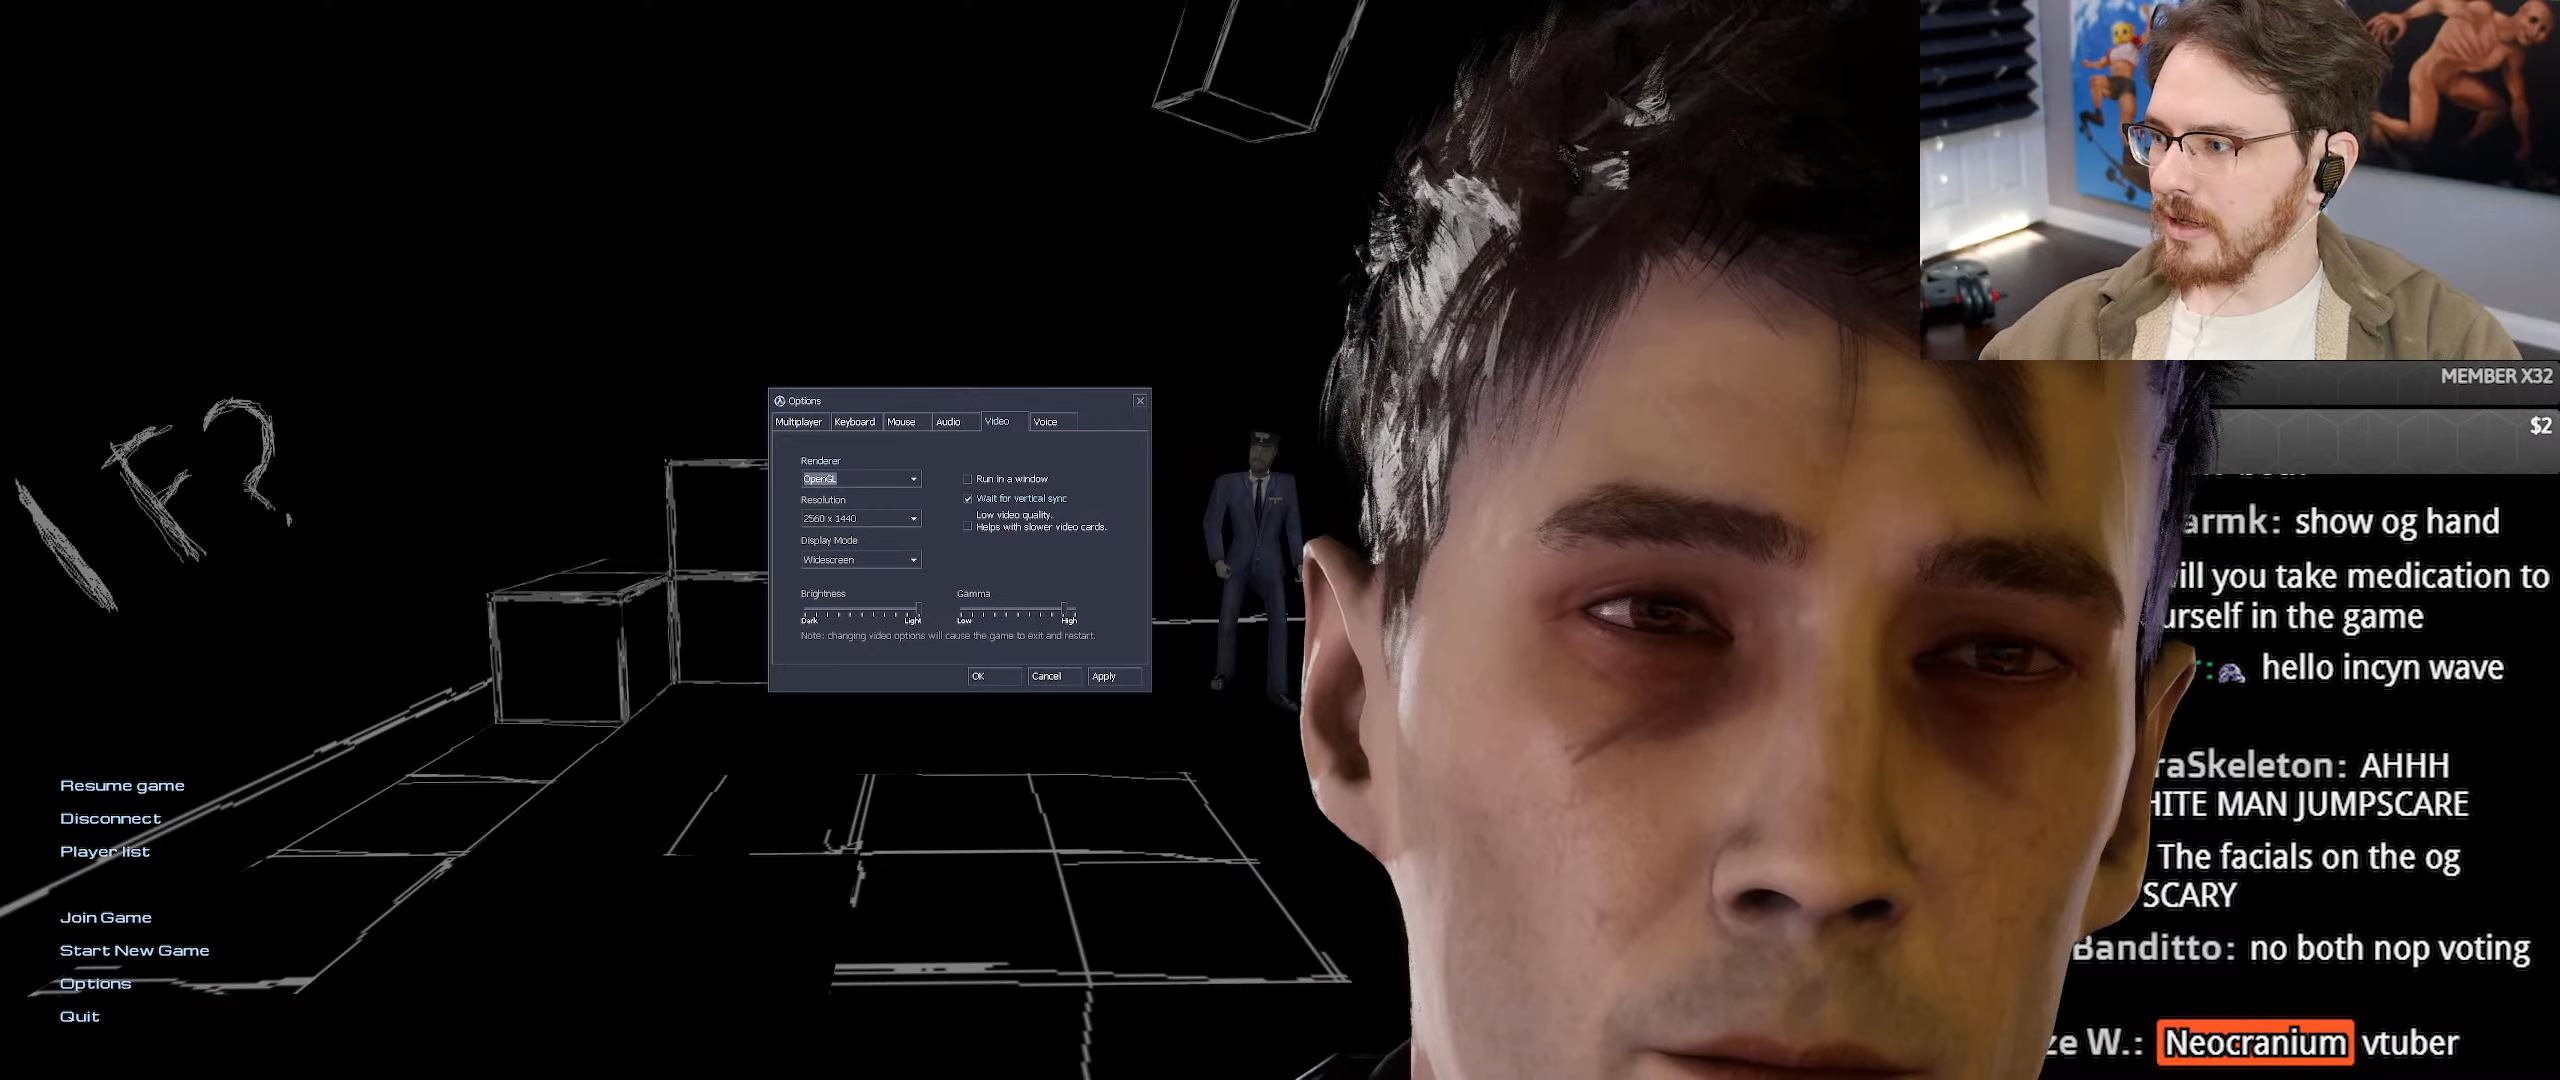 IF?
Options
Multiplayer Keyboard Mouse Audio Video Voice
Renderer
OpenGL
Run in a window
Resolution
Wait for vertical sync
2560 x 1440
Low video quality.
Helps with slower video cards.
Display Mode
Widescreen
Brightness
Gamma
Dark Light Low High
Note: changing video options will cause the game to exit and restart.
OK Cancel Apply
Resume game
Disconnect
Player list
Join Game
Start New Game
Options
Quit
MEMBER X32
$2
armk: show og hand
ill you take medication to
urself in the game
hello incyn wave
raSkeleton: AHHH
HITE MAN JUMPSCARE
The facials on the og
SCARY
Banditto: no both nop voting
ze W.: Neocranium vtuber